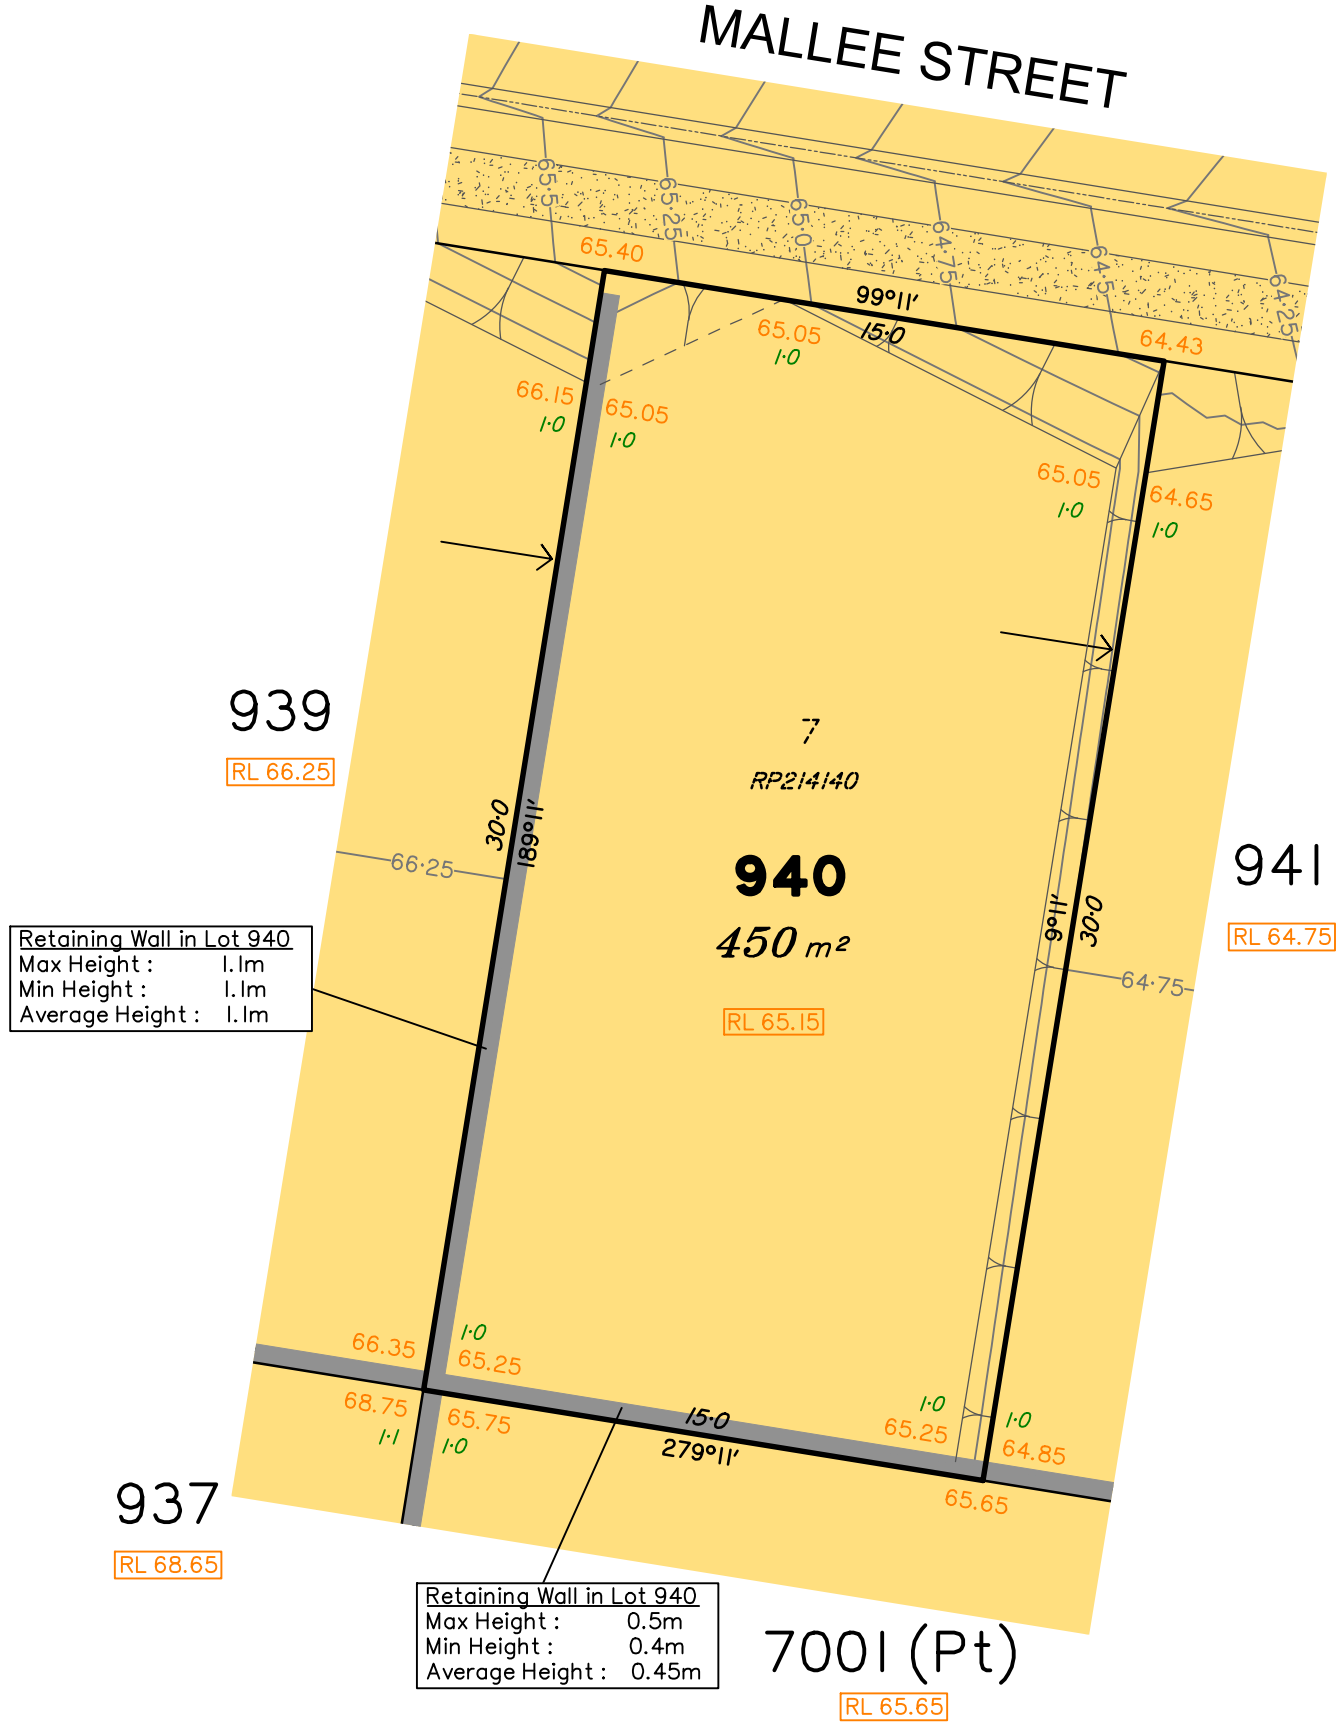 MALLEE STREET
65·5
65·25
65·0
64·75
64·5
64·25
65.40
99°11'
15·0
64.43
65.05
1·0
66.15
1·0
65.05
1·0
65.05
1·0
64.65
1·0
939
RL 66.25
7
RP214140
30·0
189°11'
940
450 m²
RL 65.15
66·25
9°11'
30·0
941
RL 64.75
64·75
Retaining Wall in Lot 940
Max Height : 1.1m
Min Height : 1.1m
Average Height : 1.1m
66.35
1·0
65.25
68.75
1·1
65.75
1·0
15·0
279°11'
1·0
65.25
1·0
64.85
65.65
937
RL 68.65
Retaining Wall in Lot 940
Max Height : 0.5m
Min Height : 0.4m
Average Height : 0.45m
7001 (Pt)
RL 65.65